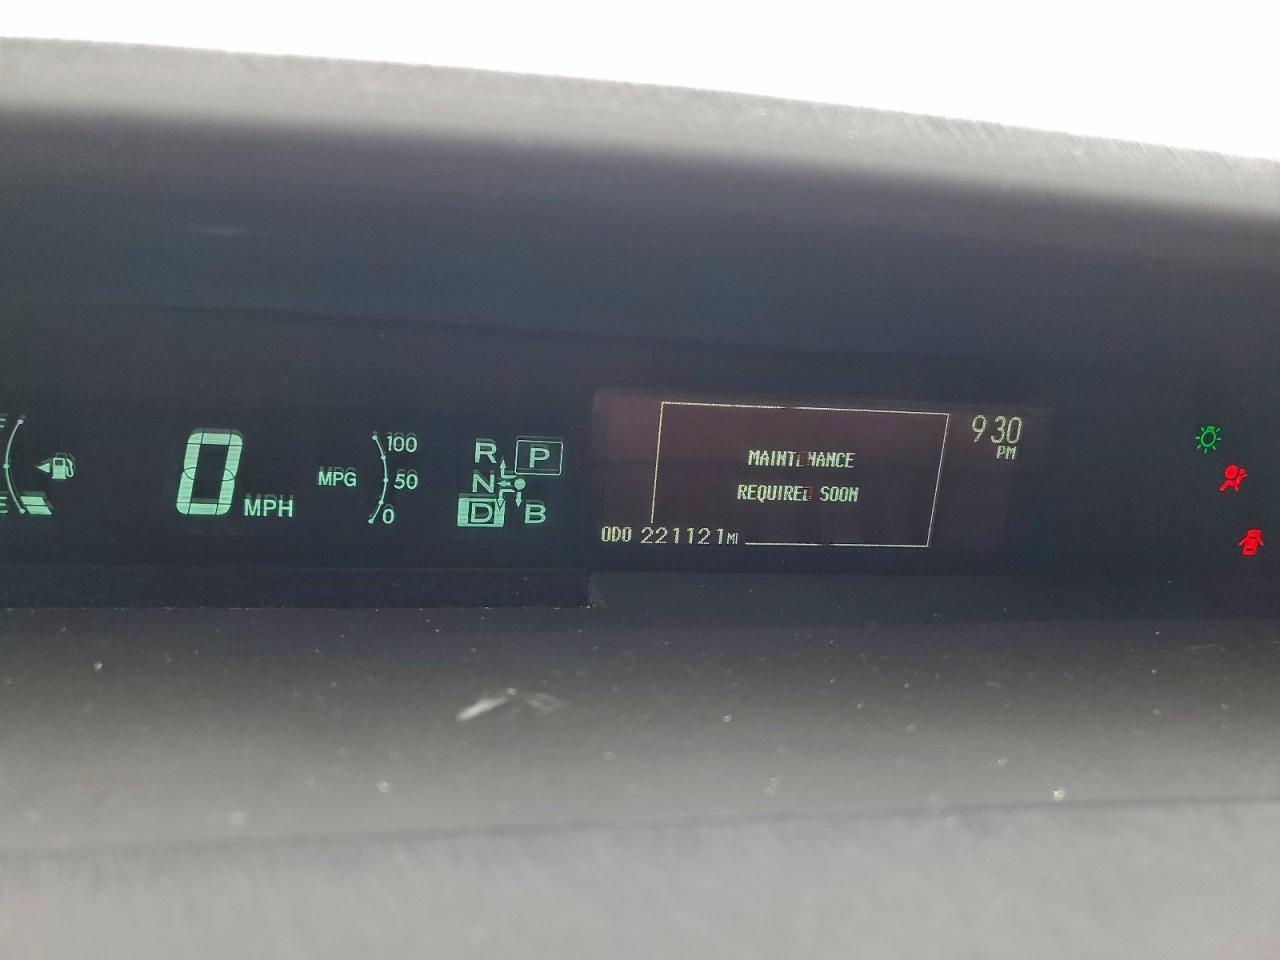 F
E
0
MPH
MPG
100
50
0
R
P
N
D
B
MAINTENANCE
REQUIRED SOON
9 30
PM
ODO 221121 MI